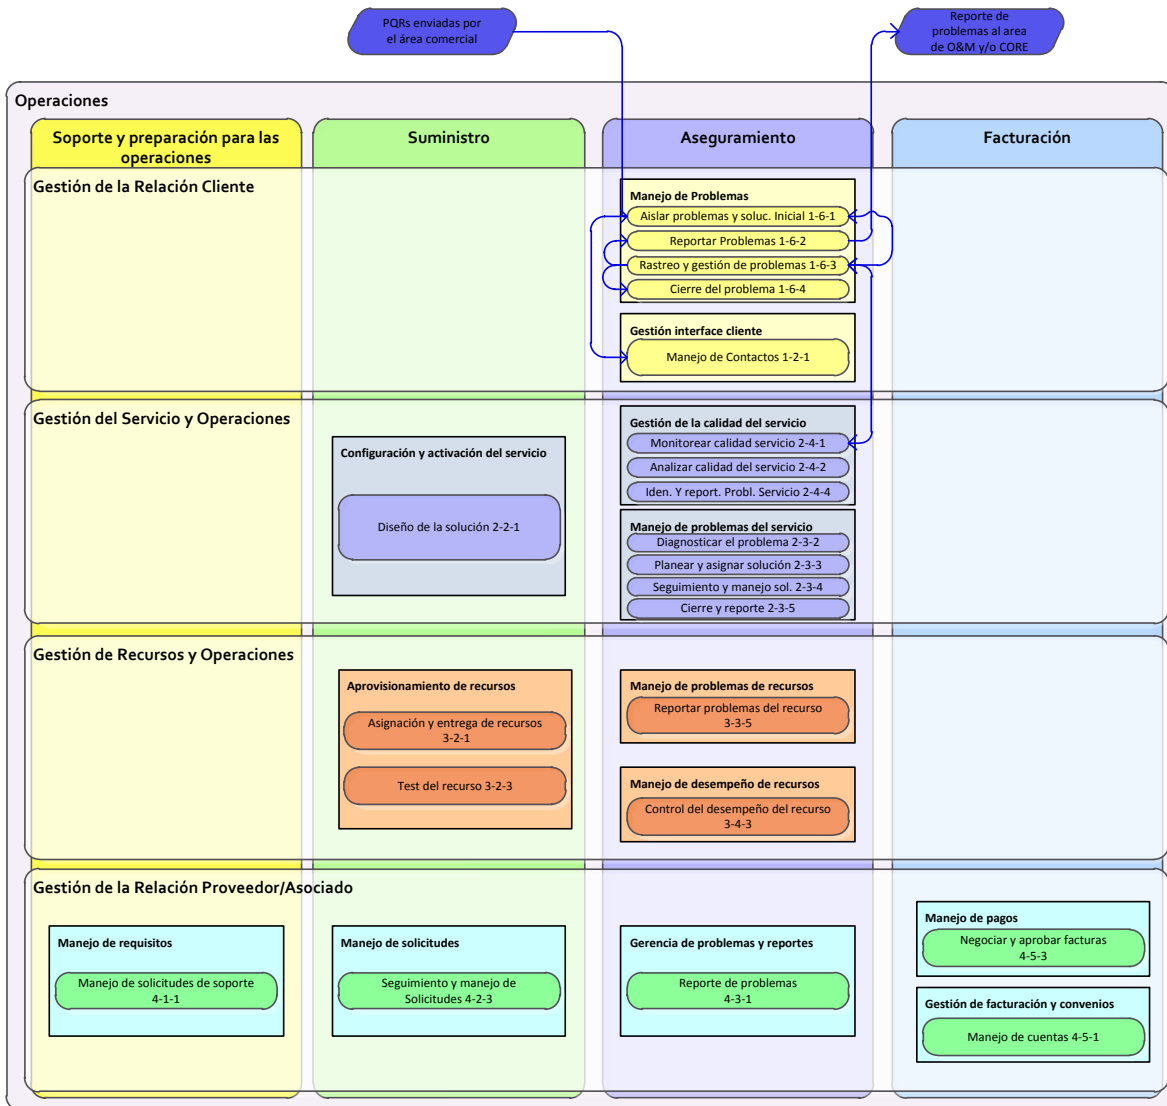 PQRs enviadas por
el área comercial
Reporte de
problemas al area
de O&M y/o CORE
Operaciones
Soporte y preparación para las
operaciones
Suministro
Aseguramiento
Facturación
Gestión de la Relación Cliente
Manejo de Problemas
Aislar problemas y soluc. Inicial 1-6-1
Reportar Problemas 1-6-2
Rastreo y gestión de problemas 1-6-3
Cierre del problema 1-6-4
Gestión interface cliente
Manejo de Contactos 1-2-1
Gestión del Servicio y Operaciones
Configuración y activación del servicio
Diseño de la solución 2-2-1
Gestión de la calidad del servicio
Monitorear calidad servicio 2-4-1
Analizar calidad del servicio 2-4-2
Iden. Y report. Probl. Servicio 2-4-4
Manejo de problemas del servicio
Diagnosticar el problema 2-3-2
Planear y asignar solución 2-3-3
Seguimiento y manejo sol. 2-3-4
Cierre y reporte 2-3-5
Gestión de Recursos y Operaciones
Aprovisionamiento de recursos
Asignación y entrega de recursos
3-2-1
Test del recurso 3-2-3
Manejo de problemas de recursos
Reportar problemas del recurso
3-3-5
Manejo de desempeño de recursos
Control del desempeño del recurso
3-4-3
Gestión de la Relación Proveedor/Asociado
Manejo de requisitos
Manejo de solicitudes de soporte
4-1-1
Manejo de solicitudes
Seguimiento y manejo de
Solicitudes 4-2-3
Gerencia de problemas y reportes
Reporte de problemas
4-3-1
Manejo de pagos
Negociar y aprobar facturas
4-5-3
Gestión de facturación y convenios
Manejo de cuentas 4-5-1